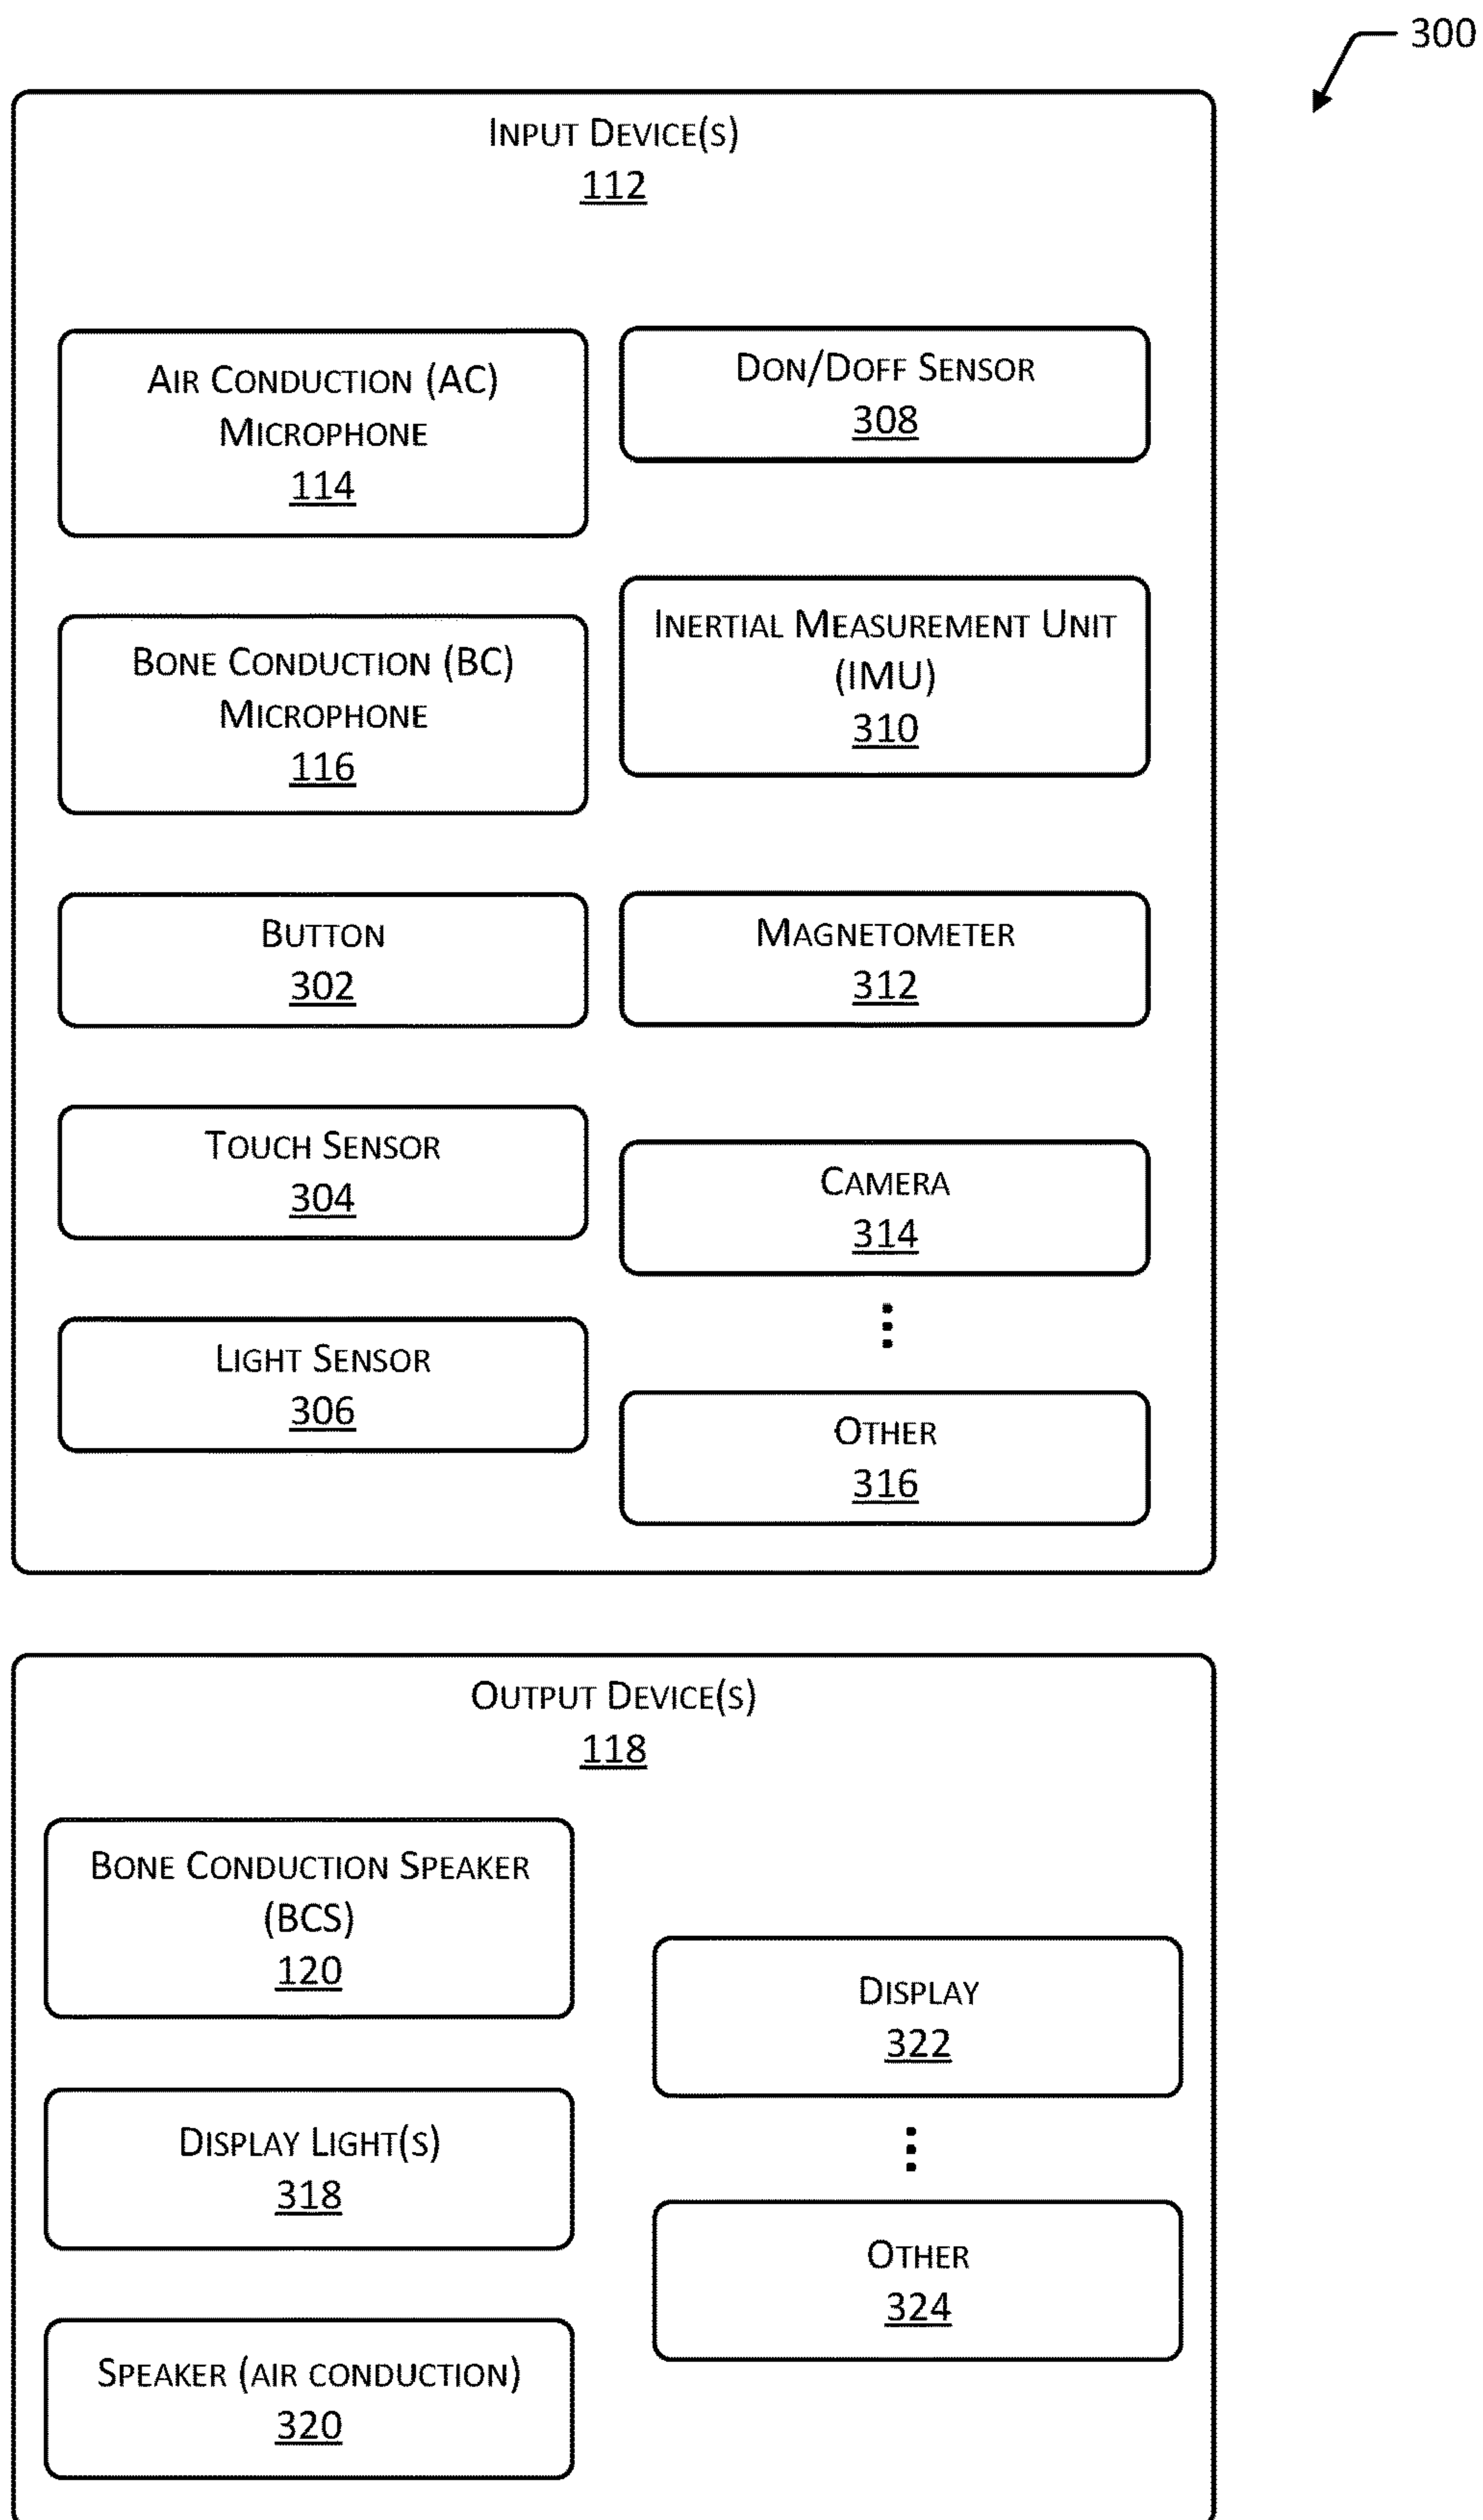 300
INPUT DEVICE(S)
112
AIR CONDUCTION (AC)
MICROPHONE
114
BONE CONDUCTION (BC)
MICROPHONE
116
BUTTON
302
TOUCH SENSOR
304
LIGHT SENSOR
306
DON/DOFF SENSOR
308
INERTIAL MEASUREMENT UNIT
(IMU)
310
MAGNETOMETER
312
CAMERA
314
⋮
OTHER
316
OUTPUT DEVICE(S)
118
BONE CONDUCTION SPEAKER
(BCS)
120
DISPLAY LIGHT(S)
318
SPEAKER (AIR CONDUCTION)
320
DISPLAY
322
⋮
OTHER
324